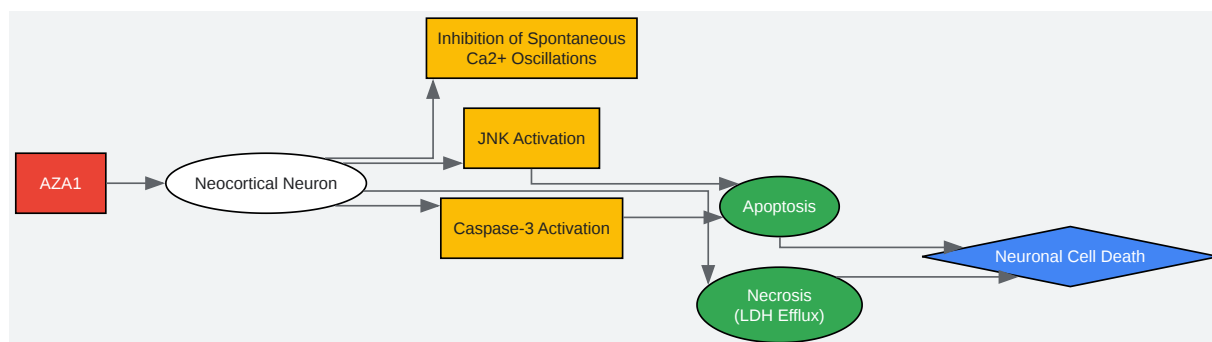 Inhibition of Spontaneous
Ca2+ Oscillations
JNK Activation
AZA1
Neocortical Neuron
Caspase-3 Activation
Apoptosis
Neuronal Cell Death
Necrosis
(LDH Efflux)